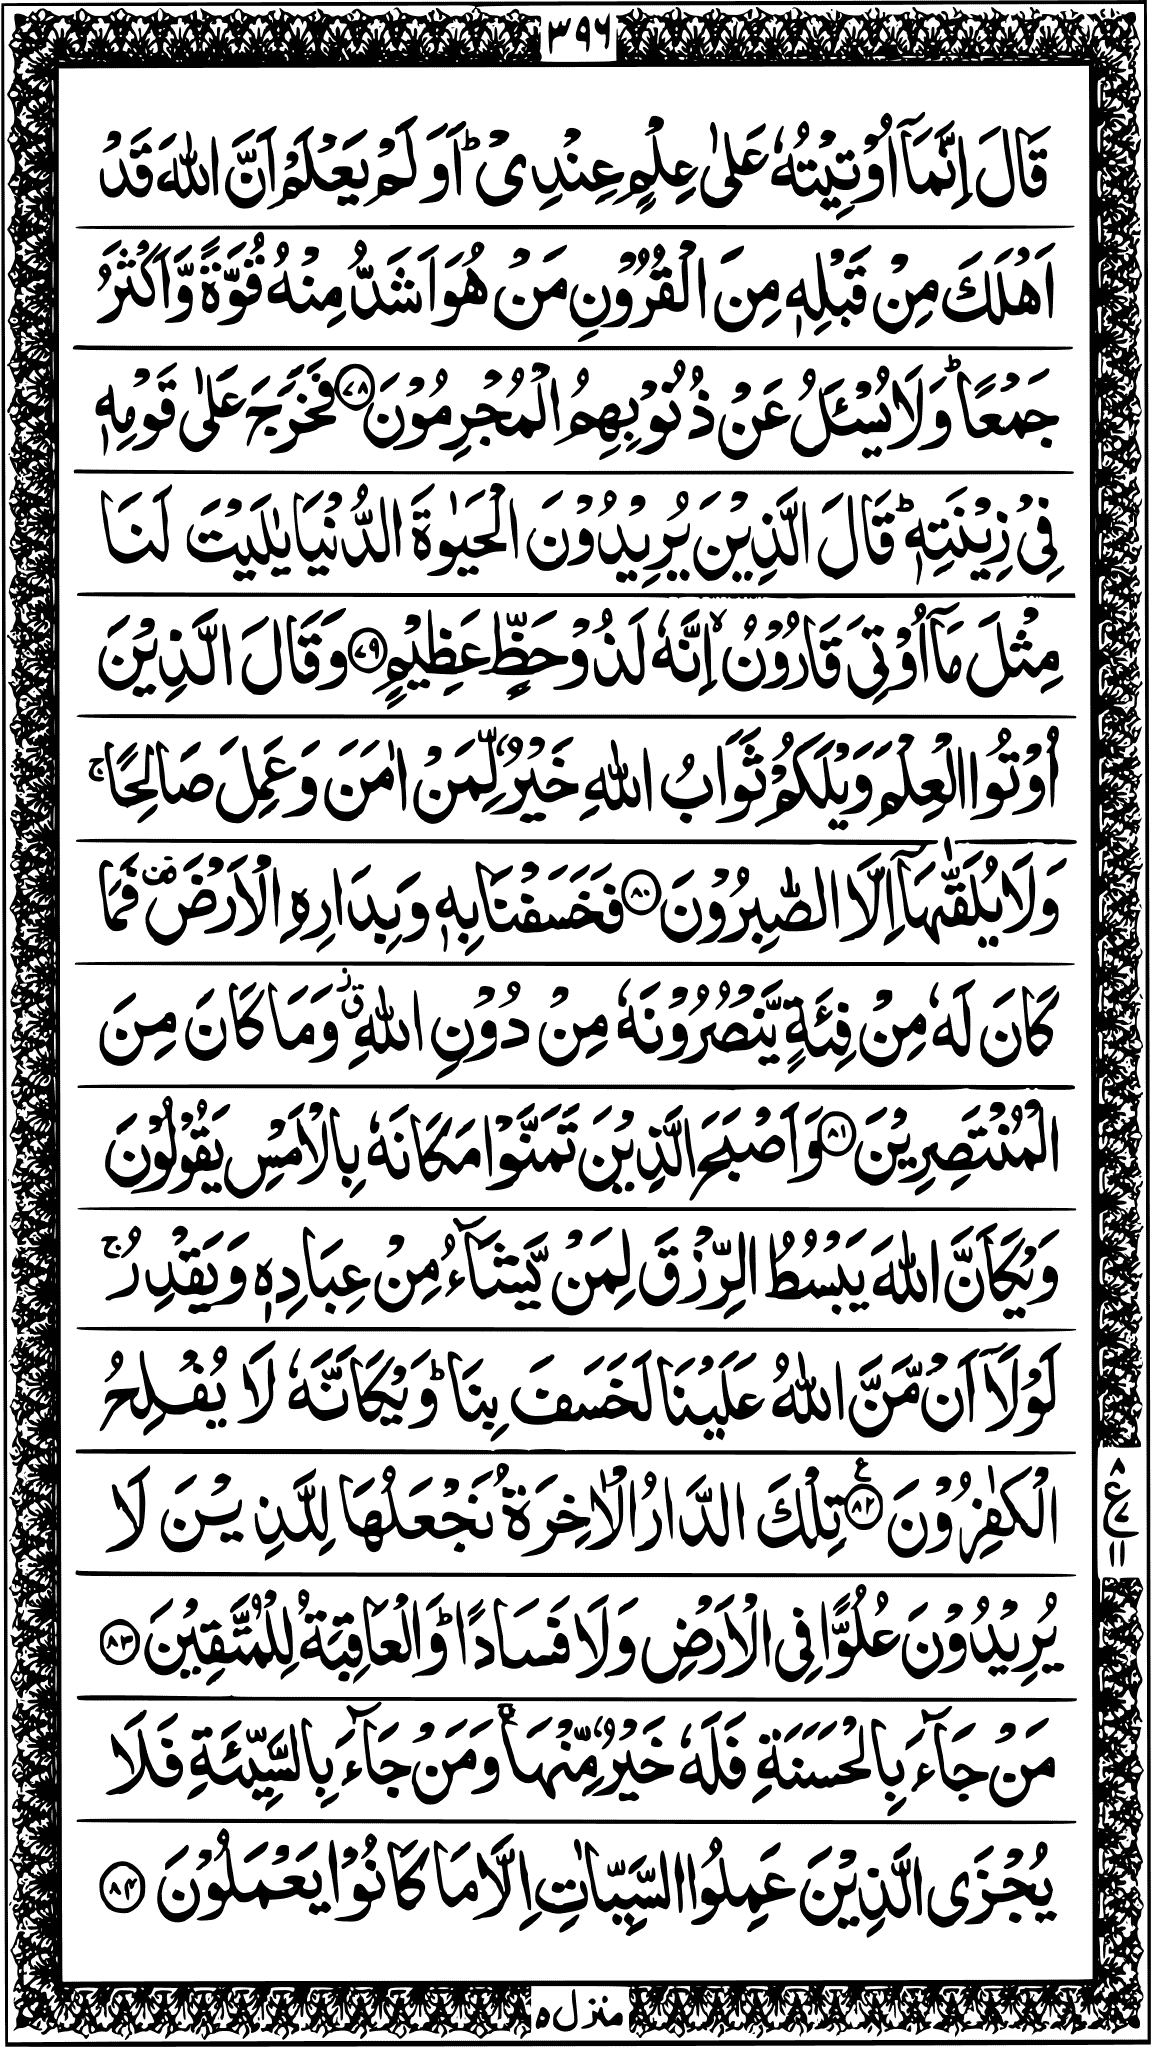 ٣٩٦
قَالَ اِنَّمَاۤ اُوْتِيْتُهٗ عَلٰى عِلْمٍ عِنْدِىْ ؕ اَوَ لَمْ يَعْلَمْ اَنَّ اللّٰهَ قَدْ
اَهْلَكَ مِنْ قَبْلِهٖ مِنَ الْقُرُوْنِ مَنْ هُوَ اَشَدُّ مِنْهُ قُوَّةً وَّ اَكْثَرُ
جَمْعًا ؕ وَلَا يُسْـَٔلُ عَنْ ذُنُوْبِهِمُ الْمُجْرِمُوْنَ ﴿٧٨﴾ فَخَرَجَ عَلٰى قَوْمِهٖ
فِىْ زِيْنَتِهٖ ؕ قَالَ الَّذِيْنَ يُرِيْدُوْنَ الْحَيٰوةَ الدُّنْيَا يٰلَيْتَ لَنَا
مِثْلَ مَاۤ اُوْتِىَ قَارُوْنُ ۙ اِنَّهٗ لَذُوْ حَظٍّ عَظِيْمٍ ﴿٧٩﴾ وَ قَالَ الَّذِيْنَ
اُوْتُوا الْعِلْمَ وَيْلَكُمْ ثَوَابُ اللّٰهِ خَيْرٌ لِّمَنْ اٰمَنَ وَ عَمِلَ صَالِحًا ۚ
وَلَا يُلَقّٰىهَاۤ اِلَّا الصّٰبِرُوْنَ ﴿٨٠﴾ فَخَسَفْنَا بِهٖ وَ بِدَارِهِ الْاَرْضَ ۟ فَمَا
كَانَ لَهٗ مِنْ فِئَةٍ يَّنْصُرُوْنَهٗ مِنْ دُوْنِ اللّٰهِ ۗ وَ مَا كَانَ مِنَ
الْمُنْتَصِرِيْنَ ﴿٨١﴾ وَ اَصْبَحَ الَّذِيْنَ تَمَنَّوْا مَكَانَهٗ بِالْاَمْسِ يَقُوْلُوْنَ
وَيْكَاَنَّ اللّٰهَ يَبْسُطُ الرِّزْقَ لِمَنْ يَّشَآءُ مِنْ عِبَادِهٖ وَ يَقْدِرُ ۚ
لَوْ لَاۤ اَنْ مَّنَّ اللّٰهُ عَلَيْنَا لَخَسَفَ بِنَا ؕ وَيْكَاَنَّهٗ لَا يُفْلِحُ
الْكٰفِرُوْنَ ﴿٨٢﴾ ع تِلْكَ الدَّارُ الْاٰخِرَةُ نَجْعَلُهَا لِلَّذِيْنَ لَا
يُرِيْدُوْنَ عُلُوًّا فِى الْاَرْضِ وَلَا فَسَادًا ؕ وَالْعَاقِبَةُ لِلْمُتَّقِيْنَ ﴿٨٣﴾
مَنْ جَآءَ بِالْحَسَنَةِ فَلَهٗ خَيْرٌ مِّنْهَا ۚ وَ مَنْ جَآءَ بِالسَّيِّئَةِ فَلَا
يُجْزَى الَّذِيْنَ عَمِلُوا السَّيِّاٰتِ اِلَّا مَا كَانُوْا يَعْمَلُوْنَ ﴿٨٤﴾
٨
ع ٧
١١
منزل ٥